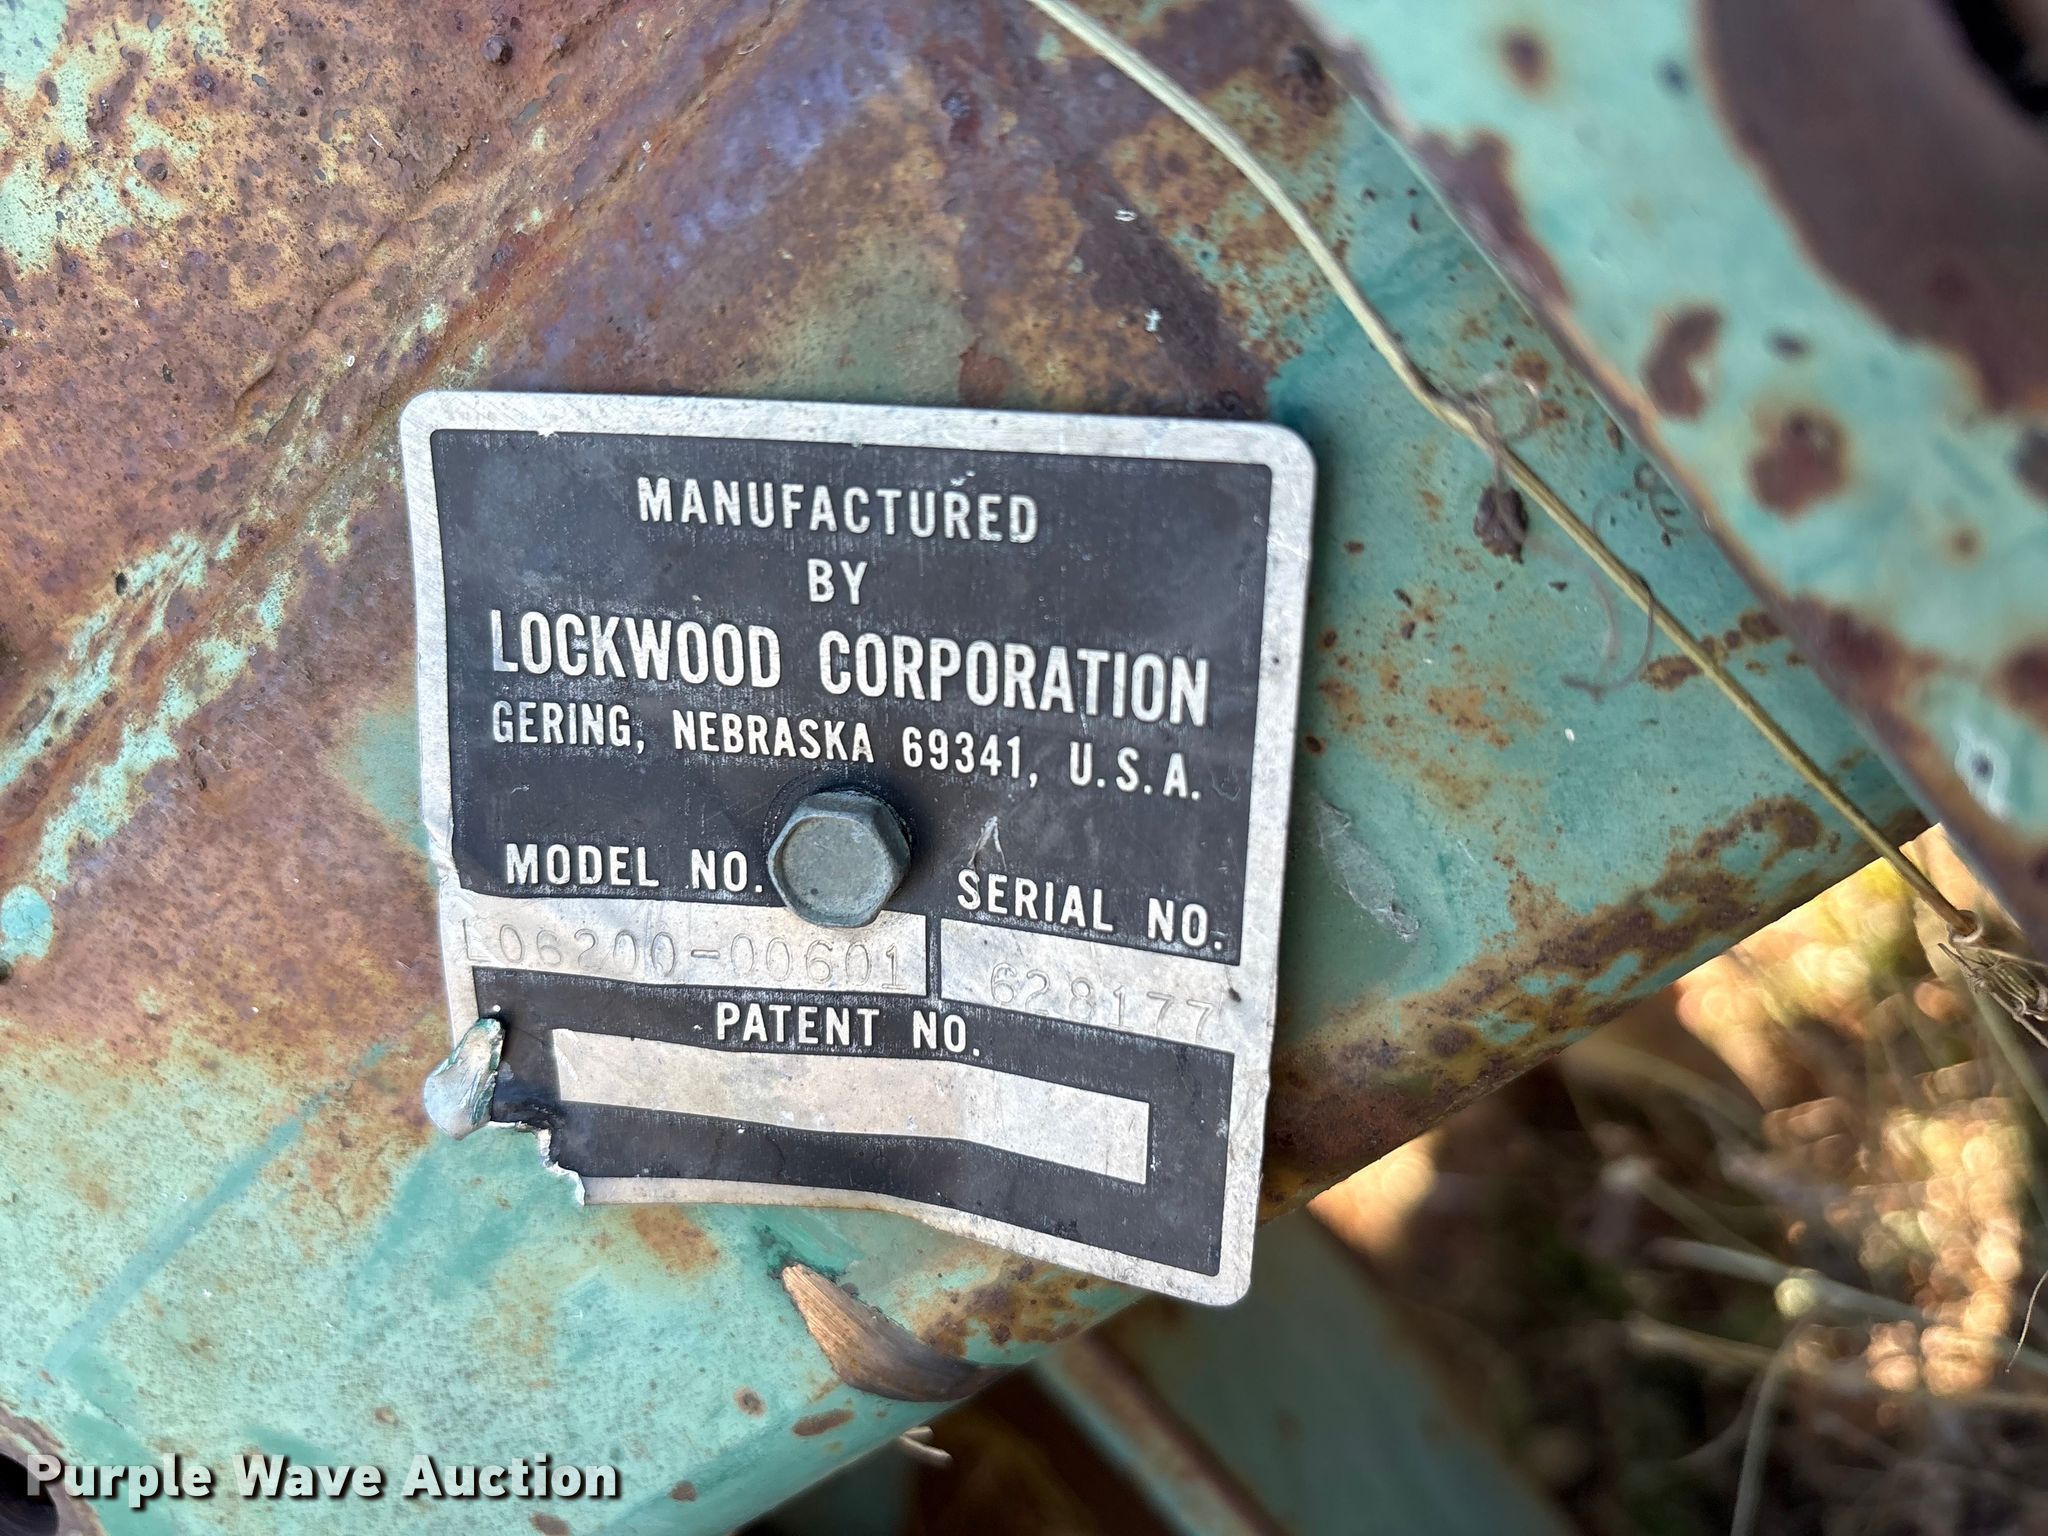 MANUFACTURED
BY
LOCKWOOD CORPORATION
GERING, NEBRASKA 69341, U.S.A.
MODEL NO. SERIAL NO.
L06200-00601 628177
PATENT NO.
Purple Wave Auction